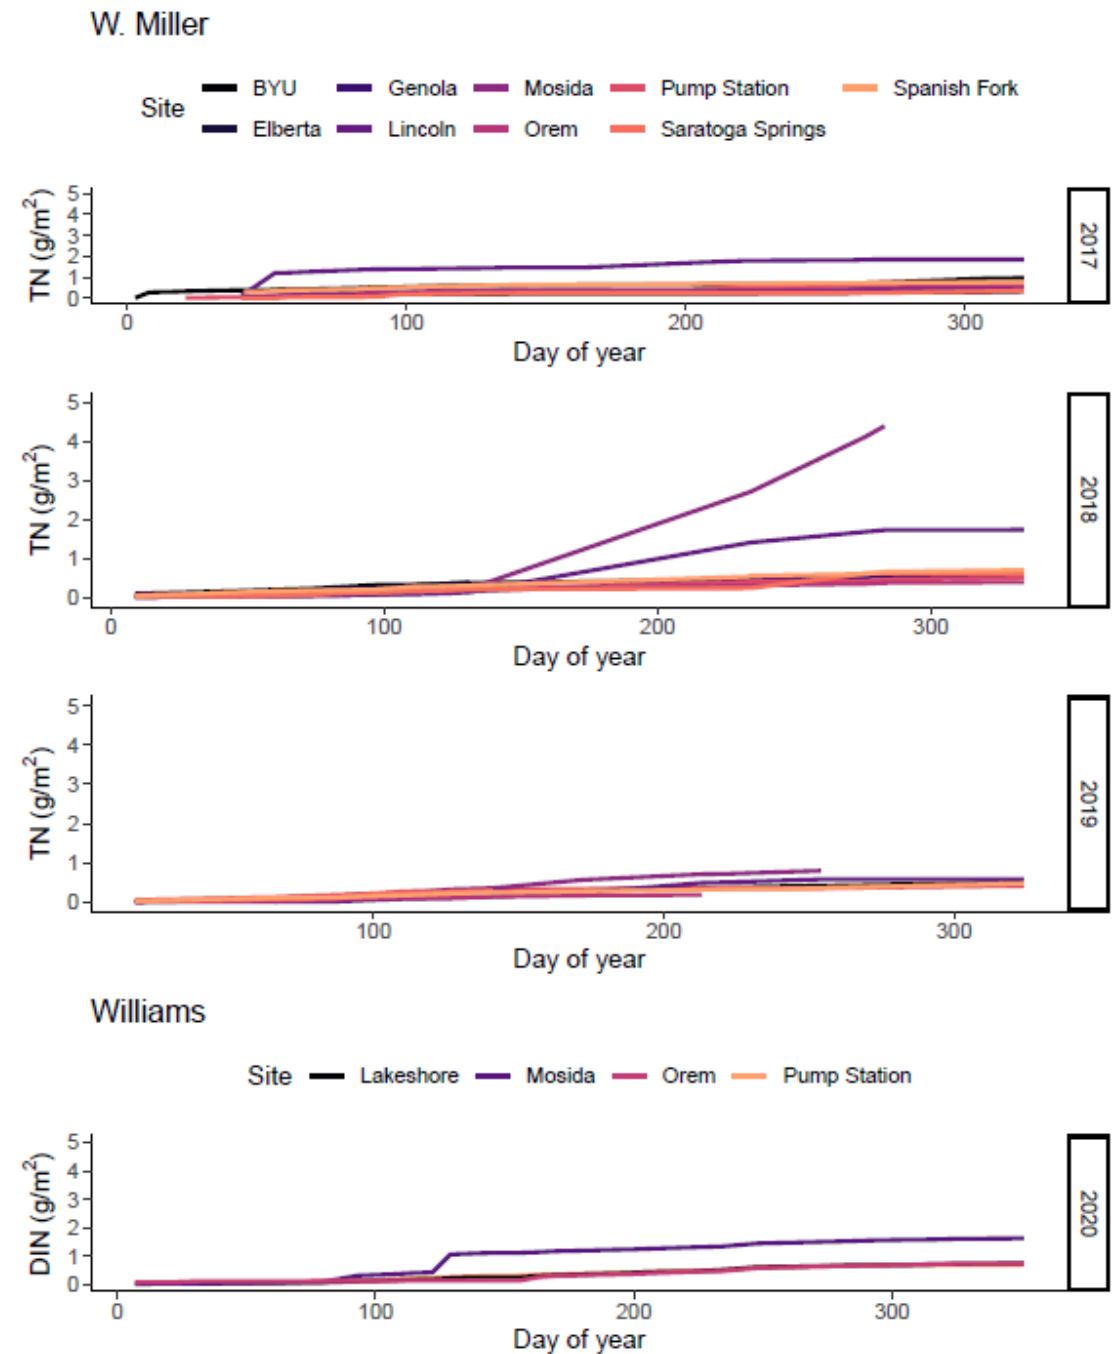 W. Miller
Site BYU Genola Mosida Pump Station Spanish Fork
Elberta Lincoln Orem Saratoga Springs
TN (g/m²)
5
4
3
2
1
0
2017
0 100 200 300
Day of year
TN (g/m²)
5
4
3
2
1
0
2018
0 100 200 300
Day of year
TN (g/m²)
5
4
3
2
1
0
2019
100 200 300
Day of year
Williams
Site Lakeshore Mosida Orem Pump Station
DIN (g/m²)
5
4
3
2
1
0
2020
0 100 200 300
Day of year